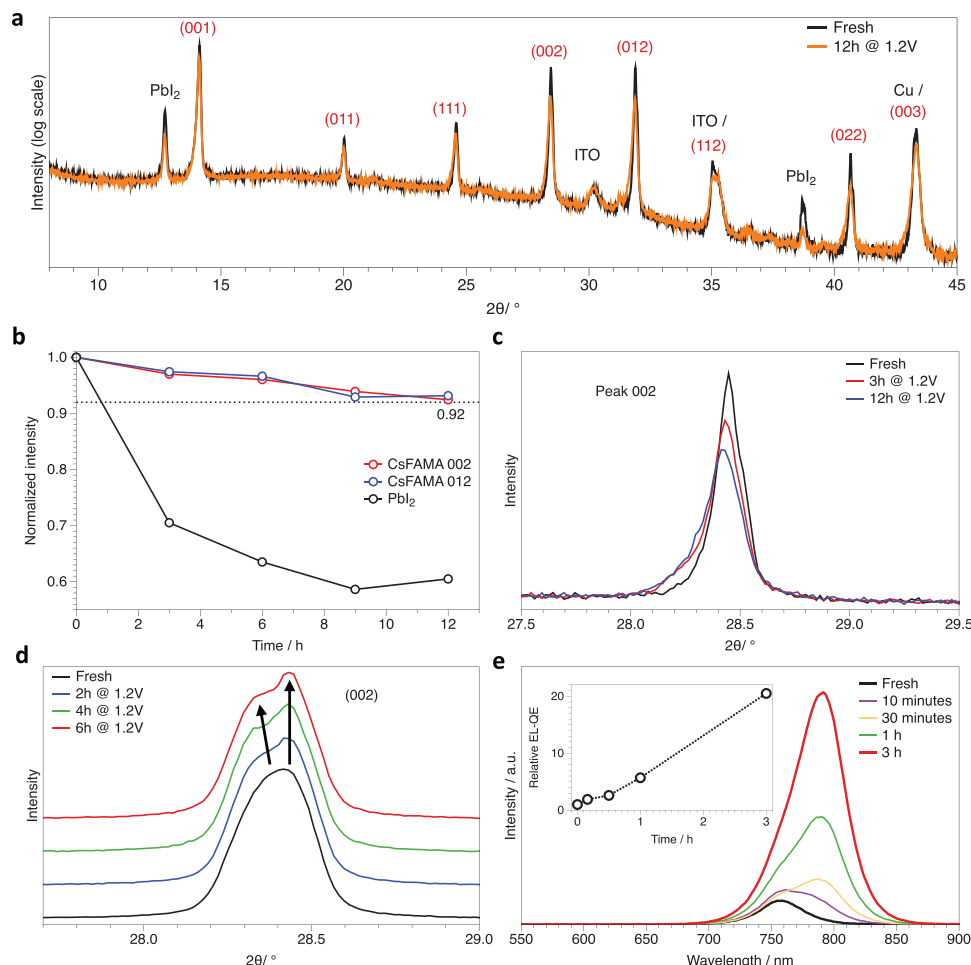 a
Fresh
12h @ 1.2V
(001)
PbI₂
(011)
(111)
(002)
ITO
(012)
ITO /
(112)
PbI₂
(022)
Cu /
(003)
Intensity (log scale)
10 15 20 25 30 35 40 45
2θ/ °
b
Normalized intensity
1.0
0.9
0.8
0.7
0.6
0.92
CsFAMA 002
CsFAMA 012
PbI₂
0 2 4 6 8 10 12
Time / h
c
Peak 002
Fresh
3h @ 1.2V
12h @ 1.2V
Intensity
27.5 28.0 28.5 29.0 29.5
2θ/ °
d
Fresh
2h @ 1.2V
4h @ 1.2V
6h @ 1.2V
(002)
Intensity
28.0 28.5 29.0
2θ/ °
e
Fresh
10 minutes
30 minutes
1 h
3 h
Relative EL-QE
20
10
0
0 1 2 3
Time / h
Intensity / a.u.
550 600 650 700 750 800 850 900
Wavelength / nm